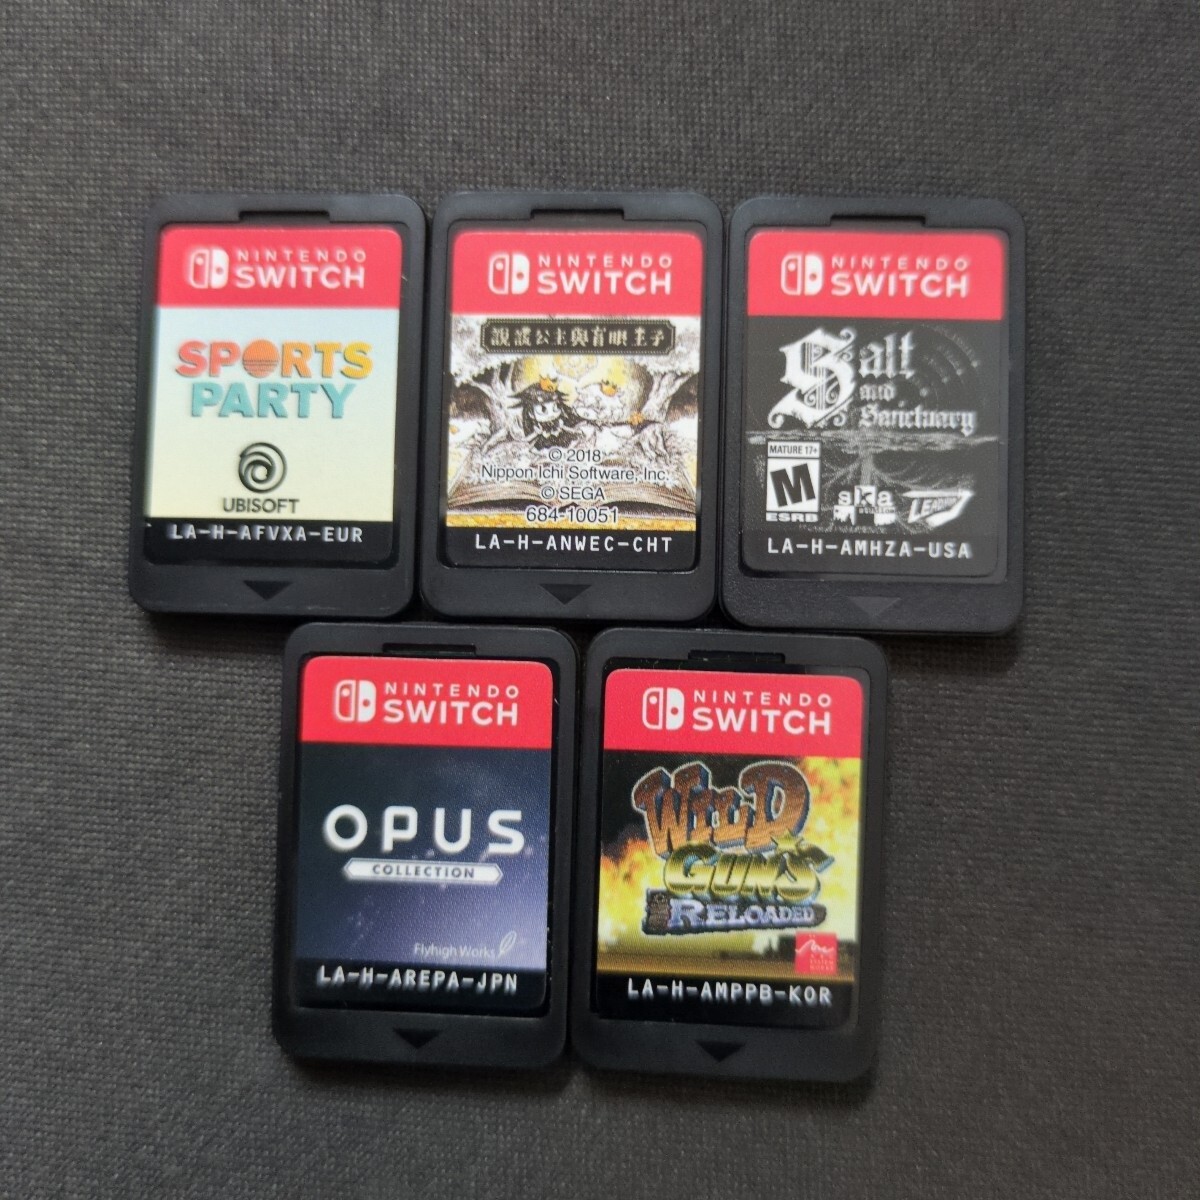 NINTENDO
SWITCH
SPORTS
PARTY
UBISOFT
LA-H-AFVXA-EUR
NINTENDO
SWITCH
說謊公主與盲眼王子
© 2018
Nippon Ichi Software, Inc.
© SEGA
684-10051
LA-H-ANWEC-CHT
NINTENDO
SWITCH
Salt
and
Sanctuary
MATURE 17+
M
ESRB
ska
studios
LEADMAN
LA-H-AMHZA-USA
NINTENDO
SWITCH
OPUS
COLLECTION
Flyhigh Works
LA-H-AREPA-JPN
NINTENDO
SWITCH
WILD
GUNS
RELOADED
LA-H-AMPPB-KOR